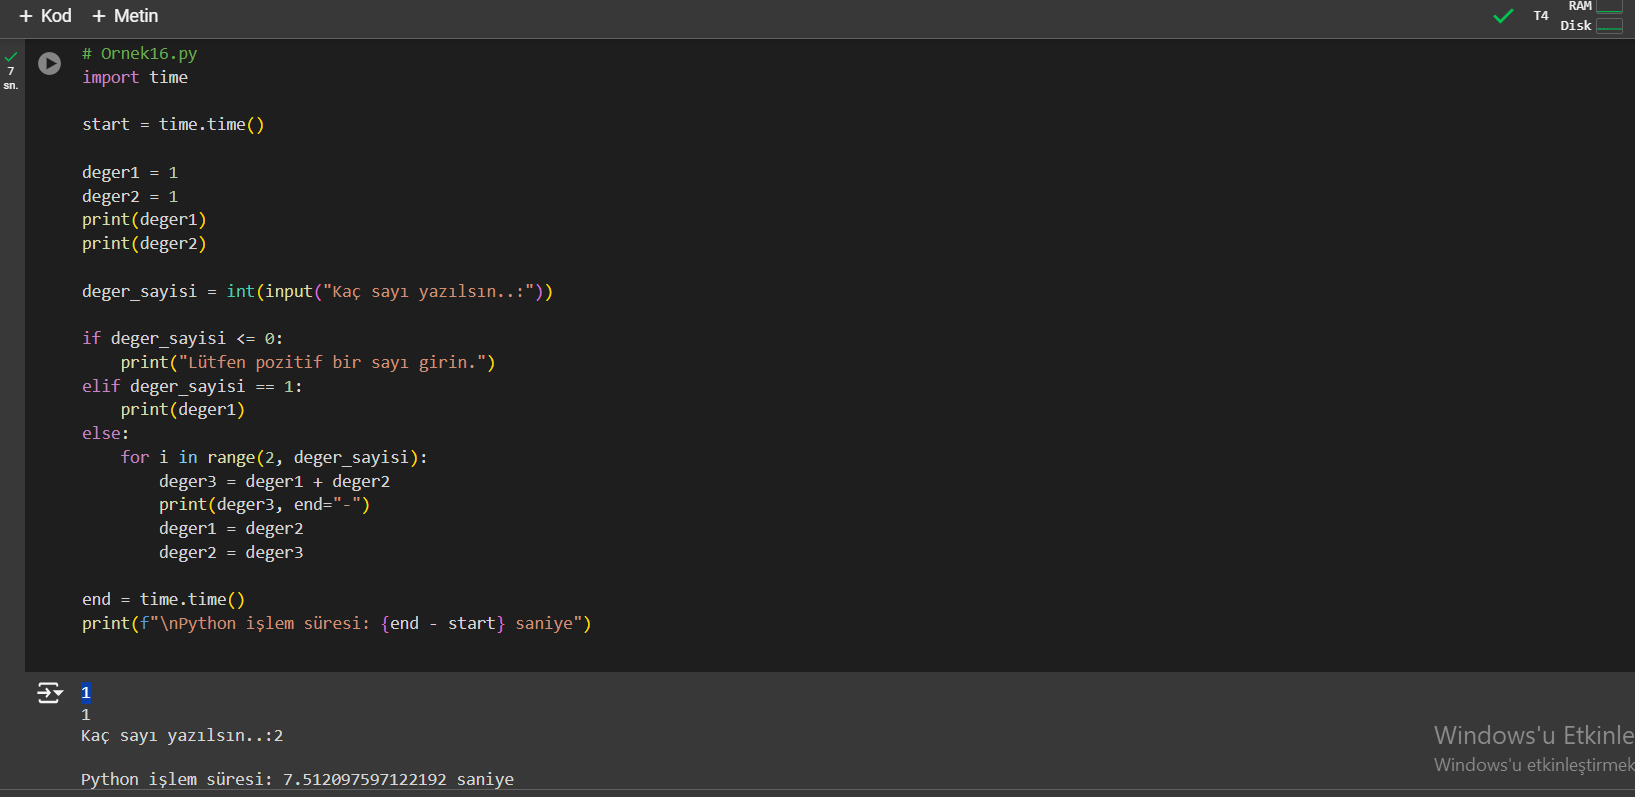 + Kod + Metin
T4
RAM
Disk
7
sn.
# Ornek16.py
import time
start = time.time()
deger1 = 1
deger2 = 1
print(deger1)
print(deger2)
deger_sayisi = int(input("Kaç sayı yazılsın..:"))
if deger_sayisi <= 0:
    print("Lütfen pozitif bir sayı girin.")
elif deger_sayisi == 1:
    print(deger1)
else:
    for i in range(2, deger_sayisi):
        deger3 = deger1 + deger2
        print(deger3, end="-")
        deger1 = deger2
        deger2 = deger3
end = time.time()
print(f"\nPython işlem süresi: {end - start} saniye")
1
1
Kaç sayı yazılsın..:2
Python işlem süresi: 7.512097597122192 saniye
Windows'u Etkinle
Windows'u etkinleştirmek